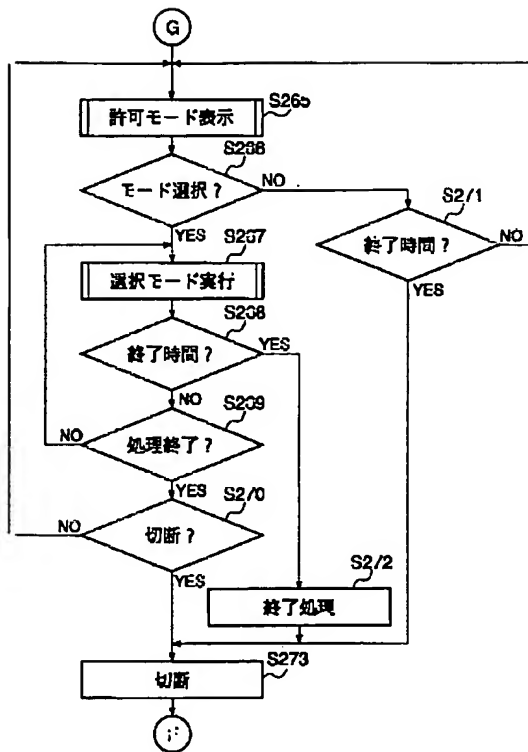 G
S265
許可モード表示
S266
モード選択?
NO
YES
S271
終了時間?
NO
YES
S267
選択モード実行
S268
終了時間?
YES
NO
S269
処理終了?
NO
YES
S270
切断?
NO
YES
S272
終了処理
S273
切断